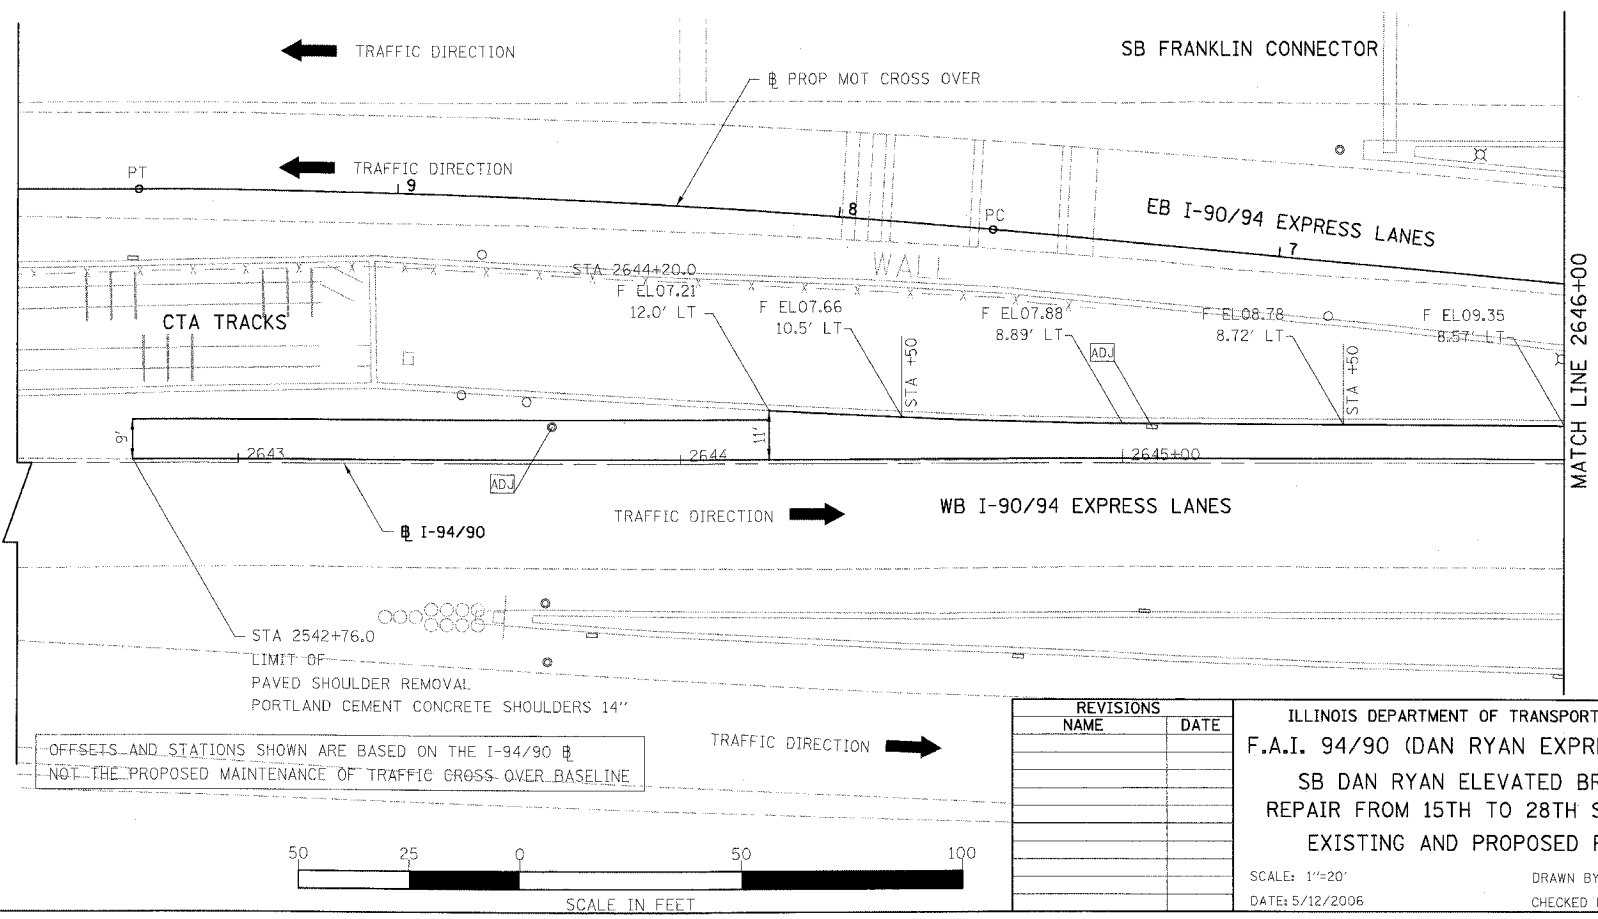 TRAFFIC DIRECTION
SB FRANKLIN CONNECTOR
℄ PROP MOT CROSS OVER
PT
TRAFFIC DIRECTION
9
8
PC
EB I-90/94 EXPRESS LANES
7
WALL
STA 2644+20.0
F EL07.21
12.0' LT
F EL07.66
10.5' LT
STA +50
F EL07.88
8.89' LT
ADJ
F EL08.78
8.72' LT
STA +50
F EL09.35
8.57' LT
MATCH LINE 2646+00
CTA TRACKS
9'
2643
11'
2644
2645+00
ADJ
TRAFFIC DIRECTION
WB I-90/94 EXPRESS LANES
℄ I-94/90
STA 2542+76.0
LIMIT OF
PAVED SHOULDER REMOVAL
PORTLAND CEMENT CONCRETE SHOULDERS 14"
OFFSETS AND STATIONS SHOWN ARE BASED ON THE I-94/90 ℄
NOT THE PROPOSED MAINTENANCE OF TRAFFIC CROSS OVER BASELINE
TRAFFIC DIRECTION
50 25 0 50 100
SCALE IN FEET
REVISIONS
NAME DATE
ILLINOIS DEPARTMENT OF TRANSPORT
F.A.I. 94/90 (DAN RYAN EXPR
SB DAN RYAN ELEVATED BR
REPAIR FROM 15TH TO 28TH S
EXISTING AND PROPOSED P
SCALE: 1"=20'
DRAWN BY
DATE: 5/12/2006
CHECKED